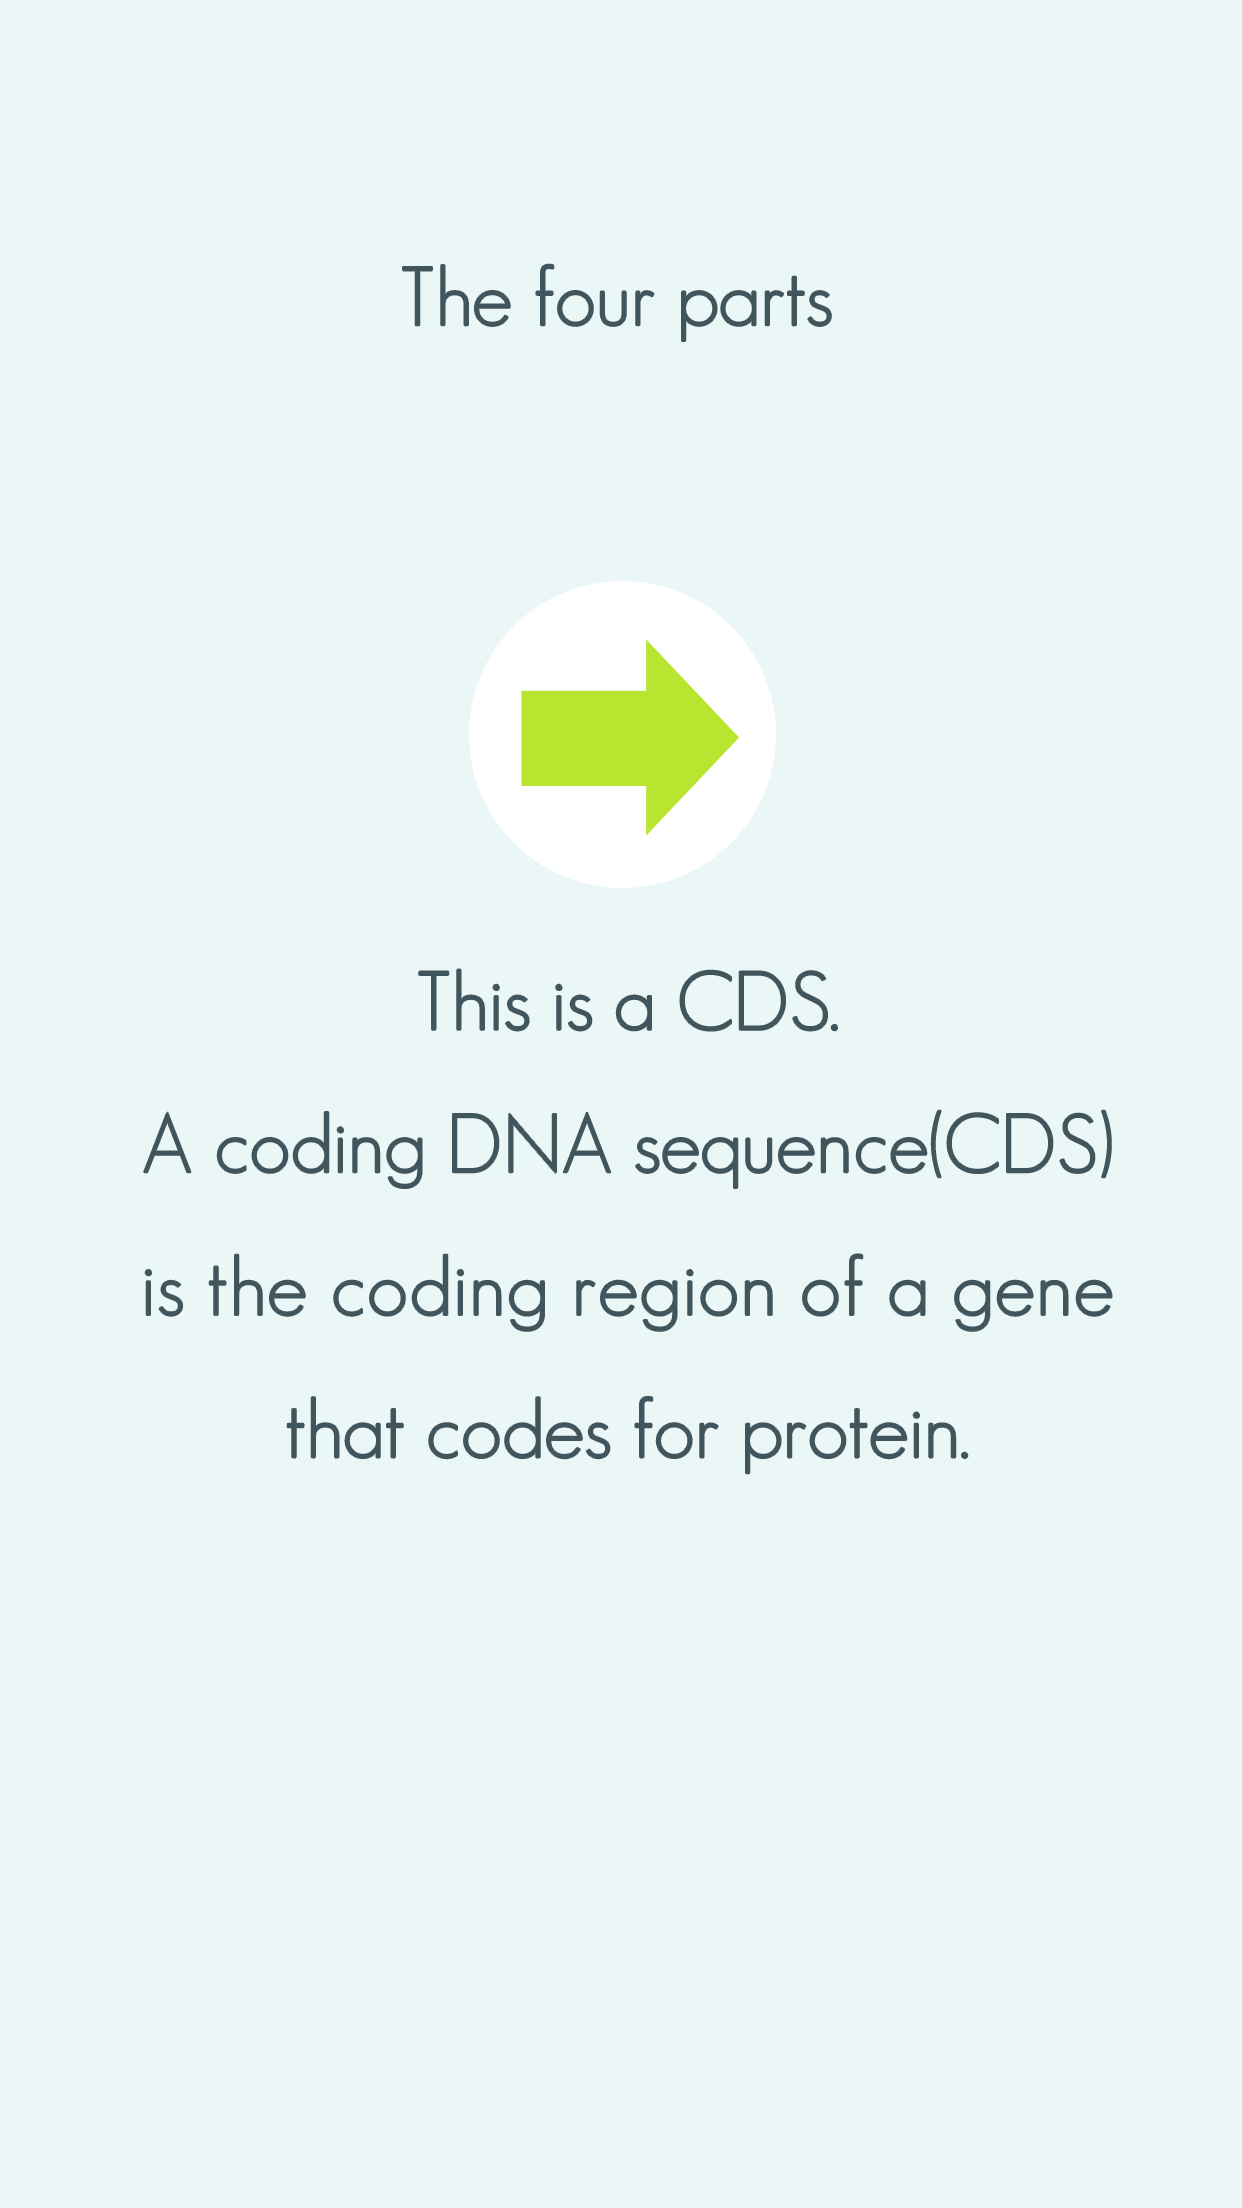 The four parts
This is a CDS.
A coding DNA sequence(CDS)
is the coding region of a gene
that codes for protein.